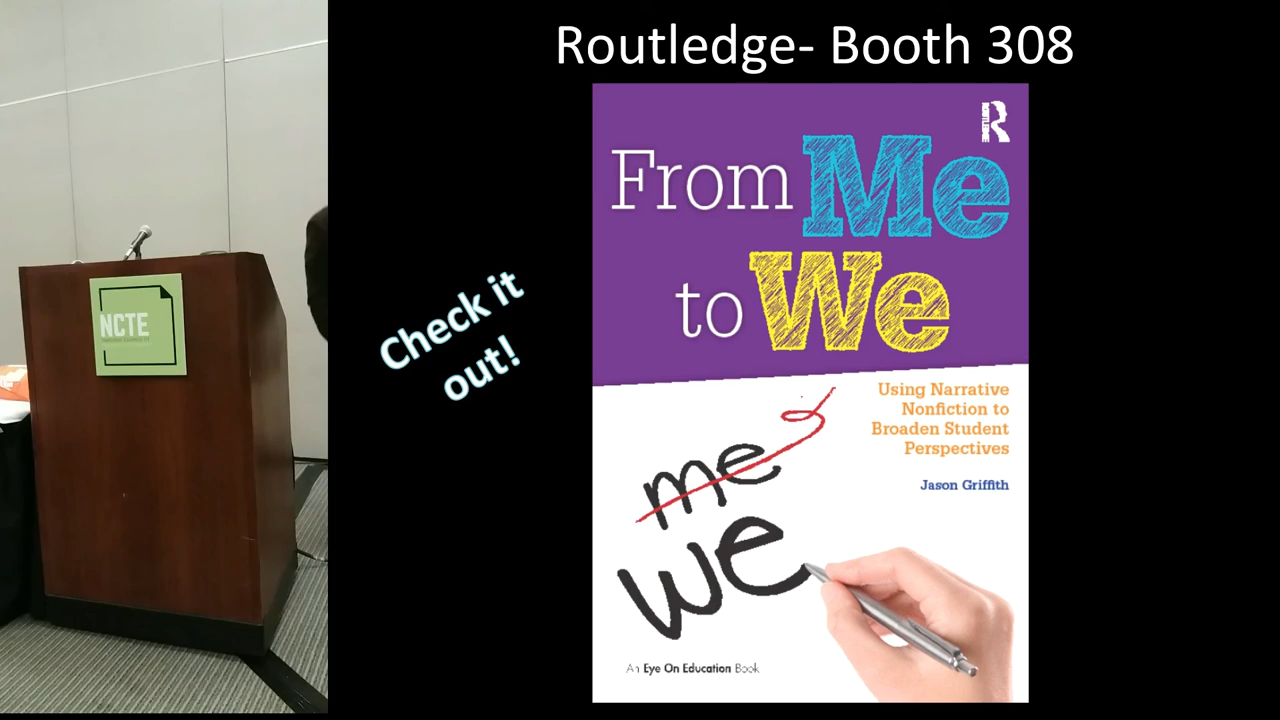 Routledge- Booth 308
ROUTLEDGE
From Me
to We
Check it
out!
NCTE
Using Narrative
Nonfiction to
Broaden Student
Perspectives
Jason Griffith
me
we
An Eye On Education Book